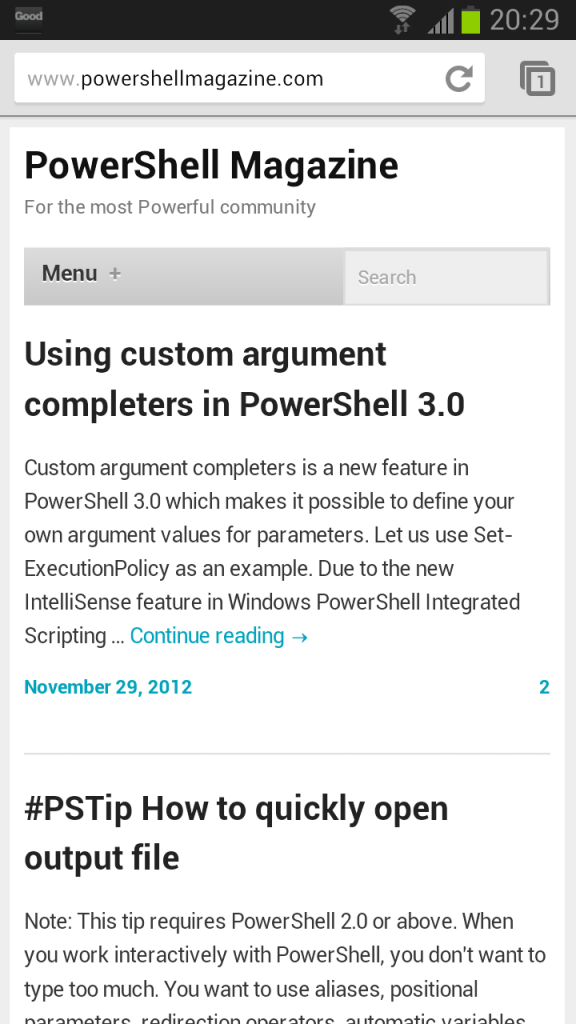 Good
20:29
www.powershellmagazine.com
1
PowerShell Magazine
For the most Powerful community
Menu +
Search
Using custom argument
completers in PowerShell 3.0
Custom argument completers is a new feature in
PowerShell 3.0 which makes it possible to define your
own argument values for parameters. Let us use Set-
ExecutionPolicy as an example. Due to the new
IntelliSense feature in Windows PowerShell Integrated
Scripting ... Continue reading →
November 29, 2012
2
#PSTip How to quickly open
output file
Note: This tip requires PowerShell 2.0 or above. When
you work interactively with PowerShell, you don't want to
type too much. You want to use aliases, positional
parameters, redirection operators, automatic variables